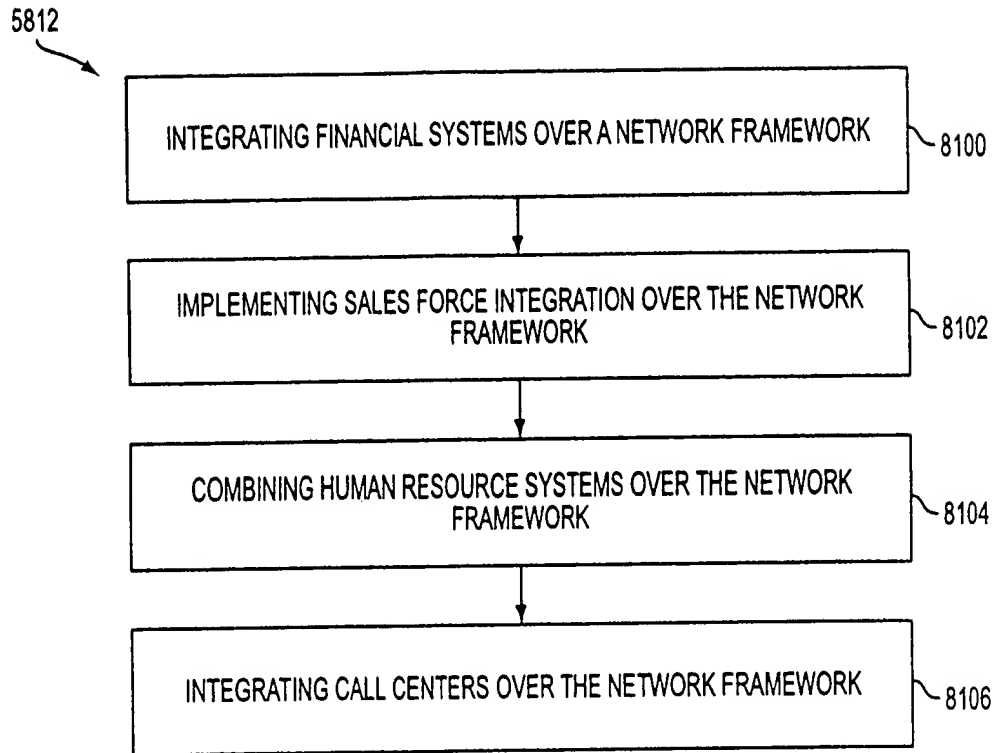 5812
INTEGRATING FINANCIAL SYSTEMS OVER A NETWORK FRAMEWORK
8100
IMPLEMENTING SALES FORCE INTEGRATION OVER THE NETWORK
FRAMEWORK
8102
COMBINING HUMAN RESOURCE SYSTEMS OVER THE NETWORK
FRAMEWORK
8104
INTEGRATING CALL CENTERS OVER THE NETWORK FRAMEWORK
8106